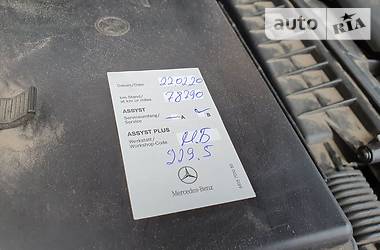 auto RIA
Datum/Date 220220
km Stand/
at km or miles 78290
ASSYST
Serviceumfang/
Service A B
ASSYST PLUS
Werkstatt/
Workshop-Code
229.5
Mercedes-Benz